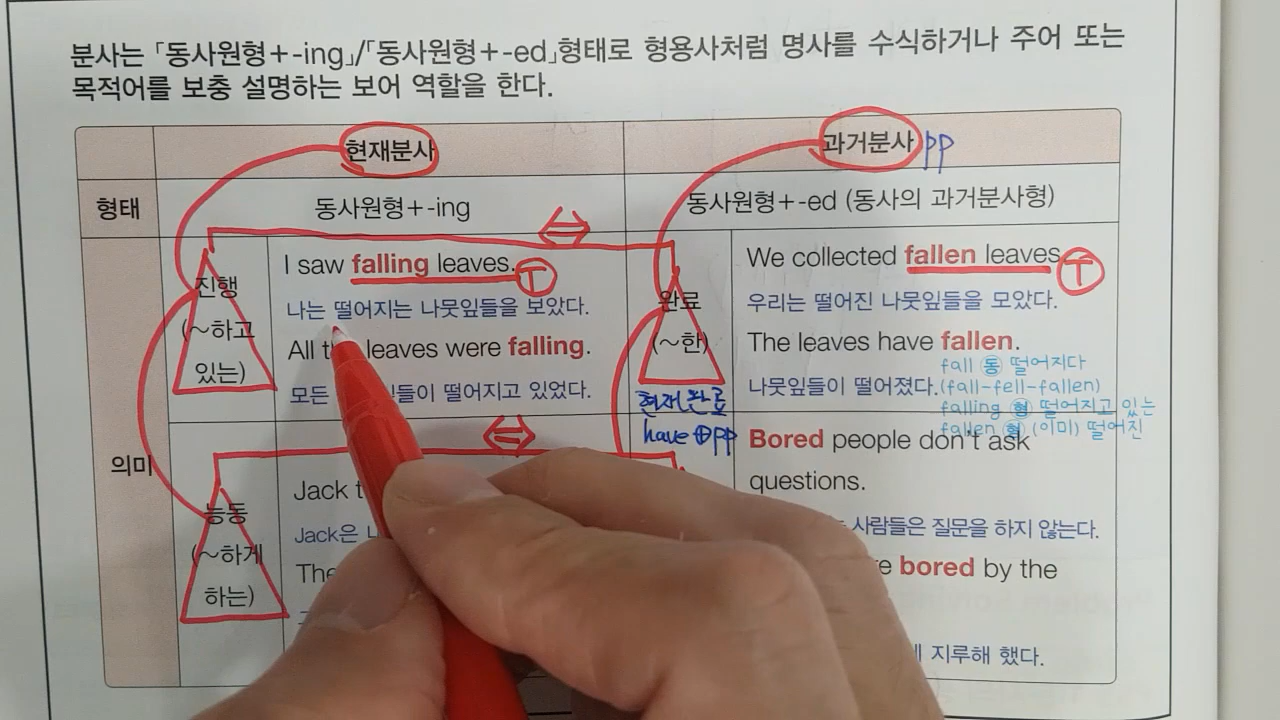 분사는 「동사원형+-ing」/「동사원형+-ed」형태로 형용사처럼 명사를 수식하거나 주어 또는
목적어를 보충 설명하는 보어 역할을 한다.
현재분사
과거분사 pp
형태
동사원형+-ing
동사원형+-ed (동사의 과거분사형)
의미
진행
(~하고
있는)
I saw falling leaves. T
나는 떨어지는 나뭇잎들을 보았다.
All leaves were falling.
모든 떨어지고 있었다.
완료
(~한)
현재완료
have ⊕ pp
We collected fallen leaves. T
우리는 떨어진 나뭇잎들을 모았다.
The leaves have fallen.
나뭇잎들이 떨어졌다.
fall 동 떨어지다
(fall-fell-fallen)
falling 형 떨어지고 있는
fallen 형 (이미) 떨어진
능동
(~하게
하는)
Jack
Jack은
Bored people don't ask
questions.
사람들은 질문을 하지 않는다.
bored by the
지루해 했다.